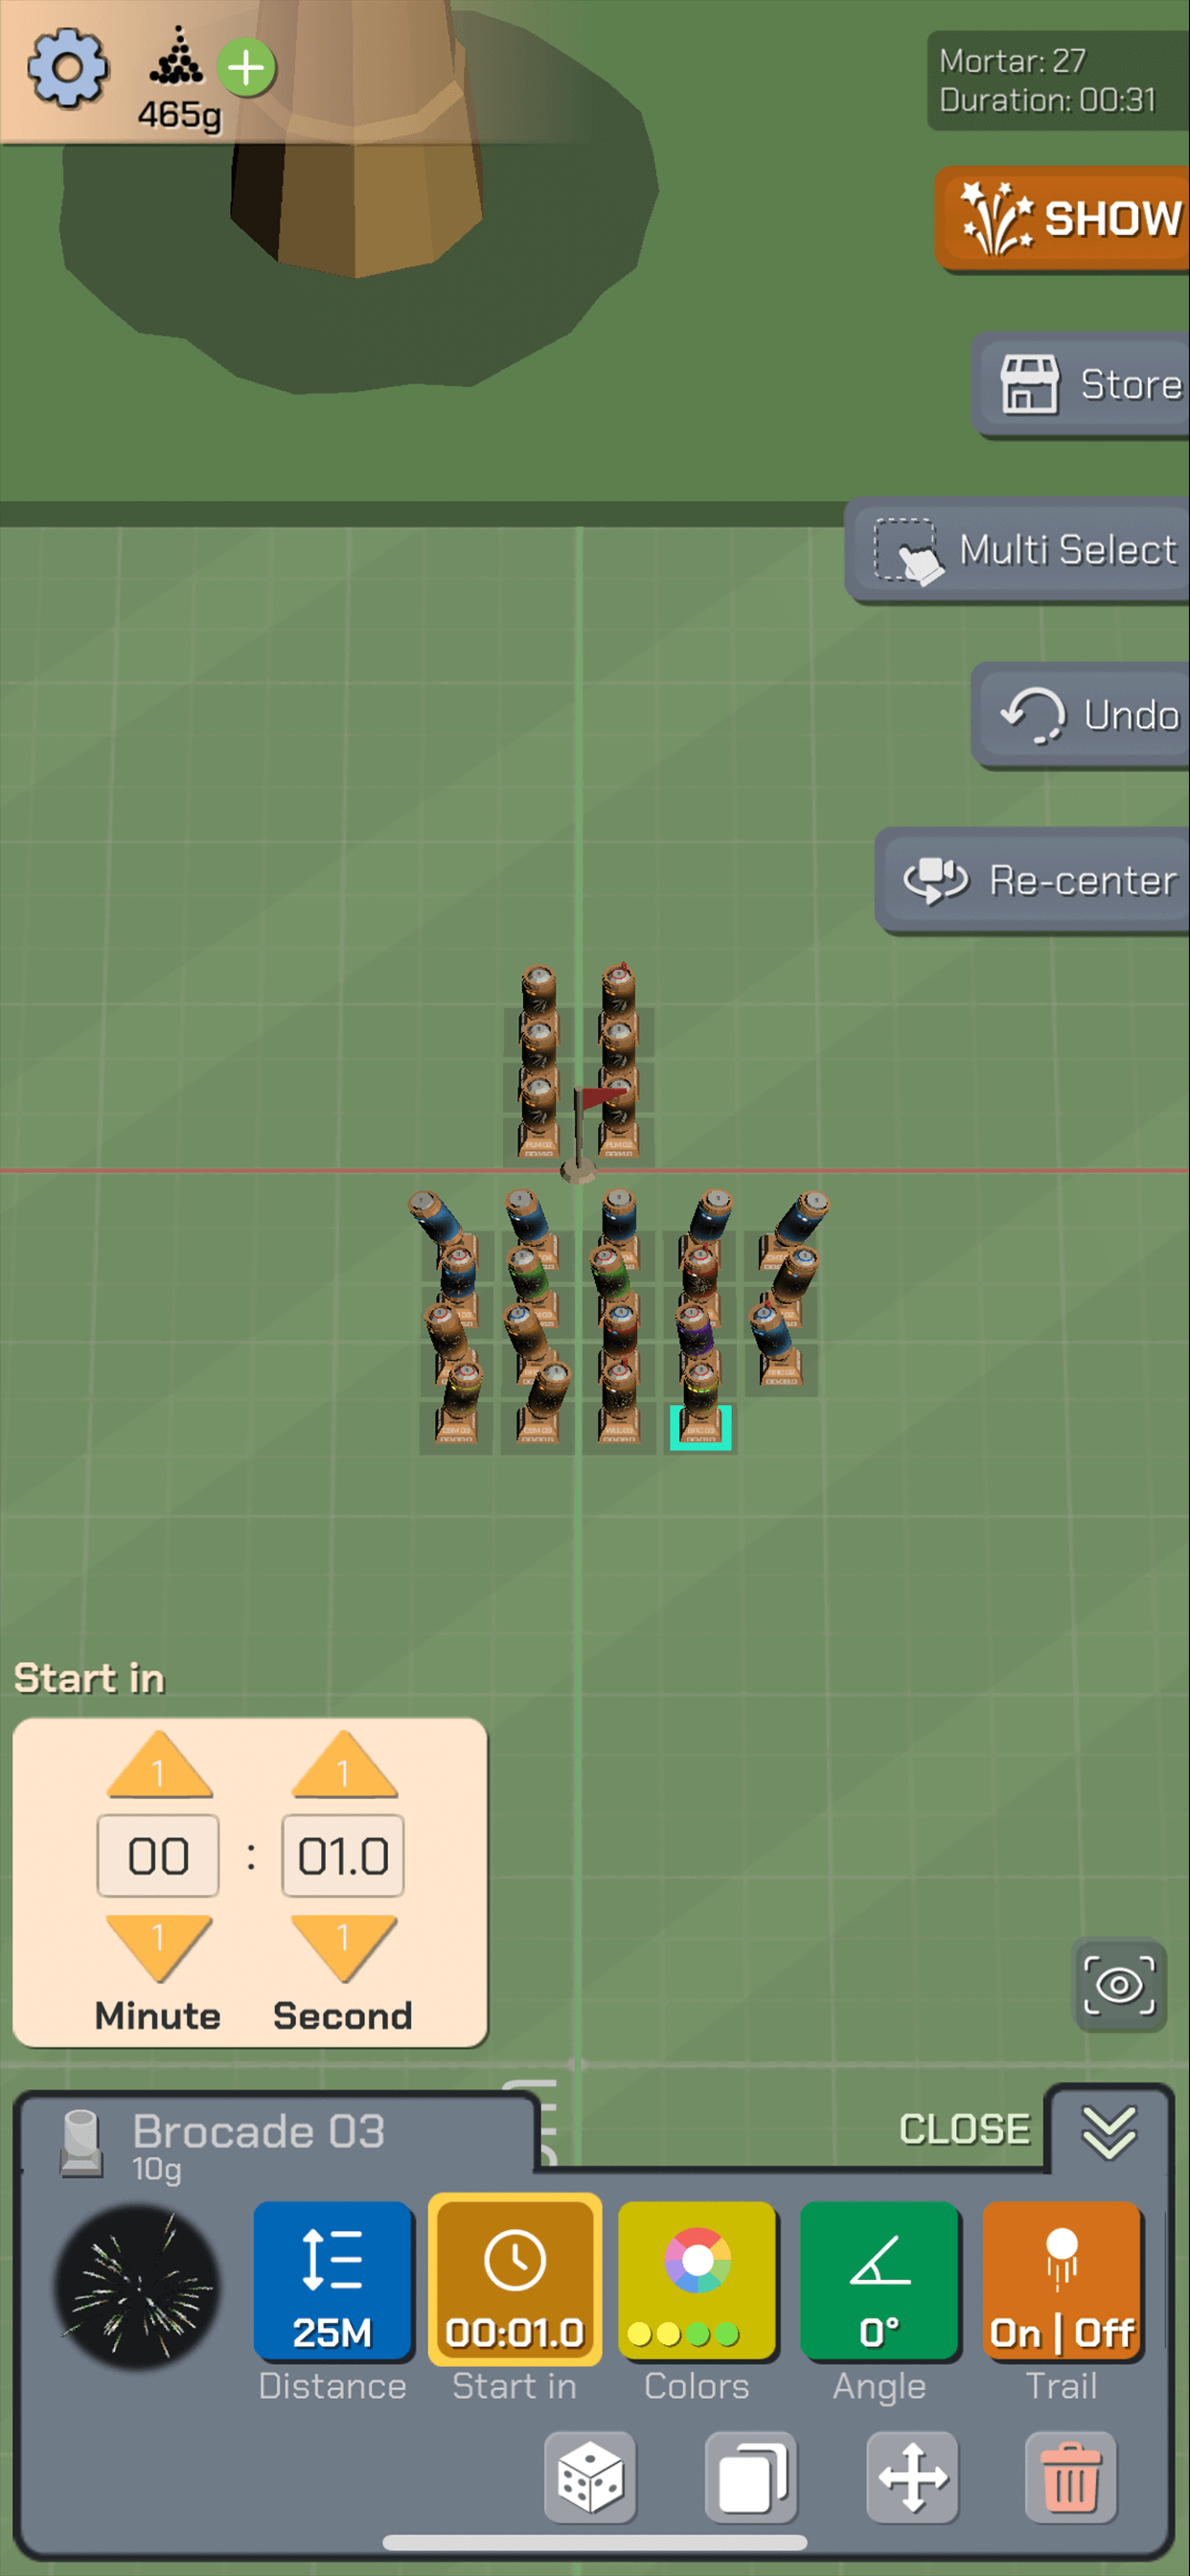 465g
Mortar: 27
Duration: 00:31
SHOW
Store
Multi Select
Undo
Re-center
Start in
1 1
00 : 01.0
1 1
Minute Second
Brocade 03
10g
CLOSE
25M 00:01.0 0° On | Off
Distance Start in Colors Angle Trail